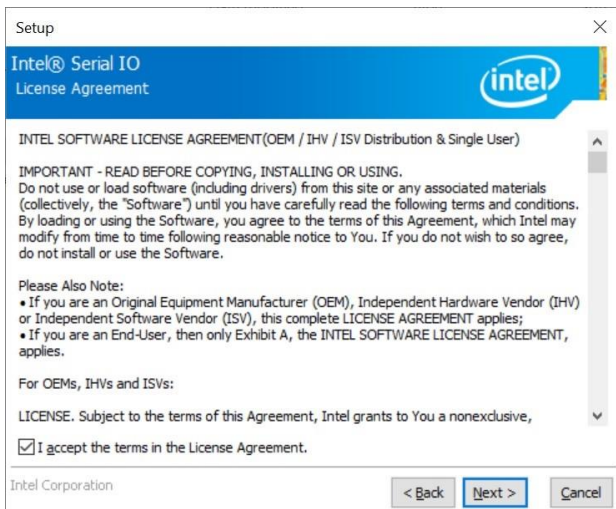 Setup
Intel® Serial IO
License Agreement
intel
INTEL SOFTWARE LICENSE AGREEMENT(OEM / IHV / ISV Distribution & Single User)
IMPORTANT - READ BEFORE COPYING, INSTALLING OR USING.
Do not use or load software (including drivers) from this site or any associated materials
(collectively, the "Software") until you have carefully read the following terms and conditions.
By loading or using the Software, you agree to the terms of this Agreement, which Intel may
modify from time to time following reasonable notice to You. If you do not wish to so agree,
do not install or use the Software.
Please Also Note:
• If you are an Original Equipment Manufacturer (OEM), Independent Hardware Vendor (IHV)
or Independent Software Vendor (ISV), this complete LICENSE AGREEMENT applies;
• If you are an End-User, then only Exhibit A, the INTEL SOFTWARE LICENSE AGREEMENT,
applies.
For OEMs, IHVs and ISVs:
LICENSE. Subject to the terms of this Agreement, Intel grants to You a nonexclusive,
I accept the terms in the License Agreement.
Intel Corporation
< Back Next > Cancel